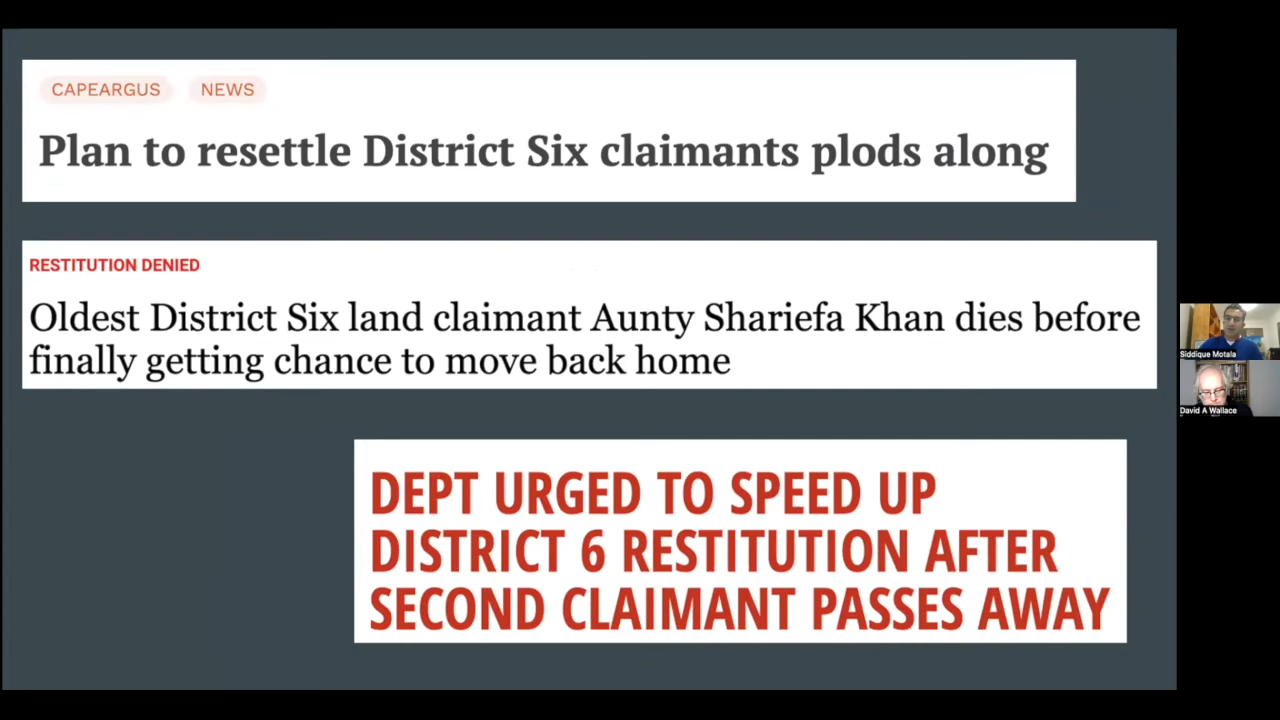 CAPEARGUS NEWS
Plan to resettle District Six claimants plods along
RESTITUTION DENIED
Oldest District Six land claimant Aunty Shariefa Khan dies before
finally getting chance to move back home
DEPT URGED TO SPEED UP
DISTRICT 6 RESTITUTION AFTER
SECOND CLAIMANT PASSES AWAY
Siddique Motala
David A Wallace